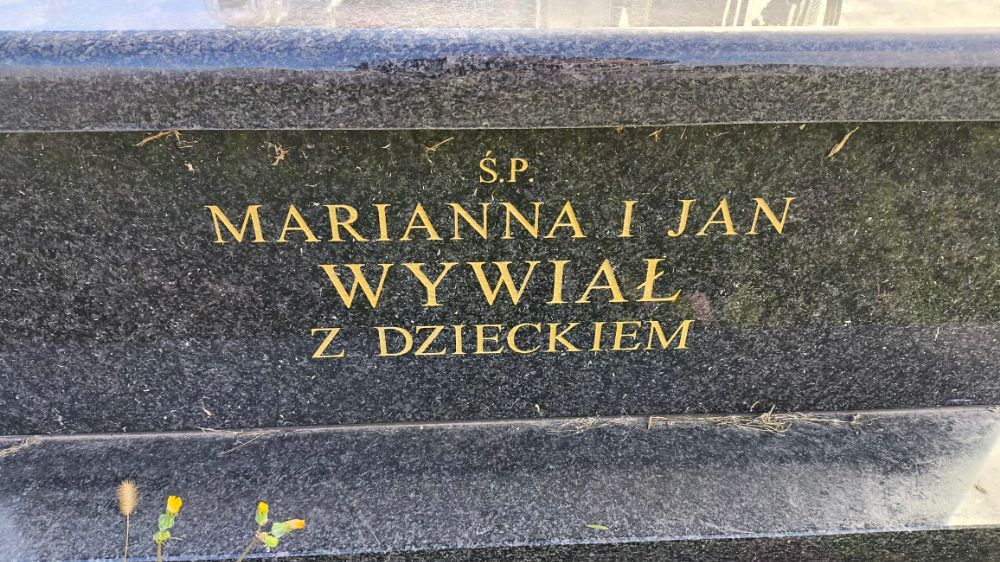 Ś.P.
MARIANNA I JAN
WYWIAŁ
Z DZIECKIEM